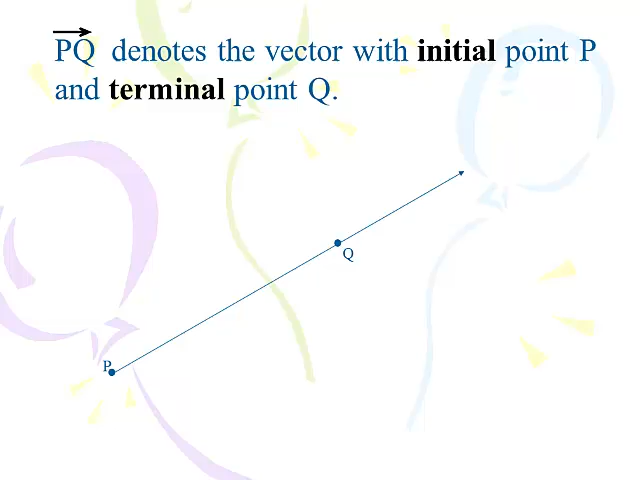 PQ denotes the vector with initial point P
and terminal point Q.
Q
P